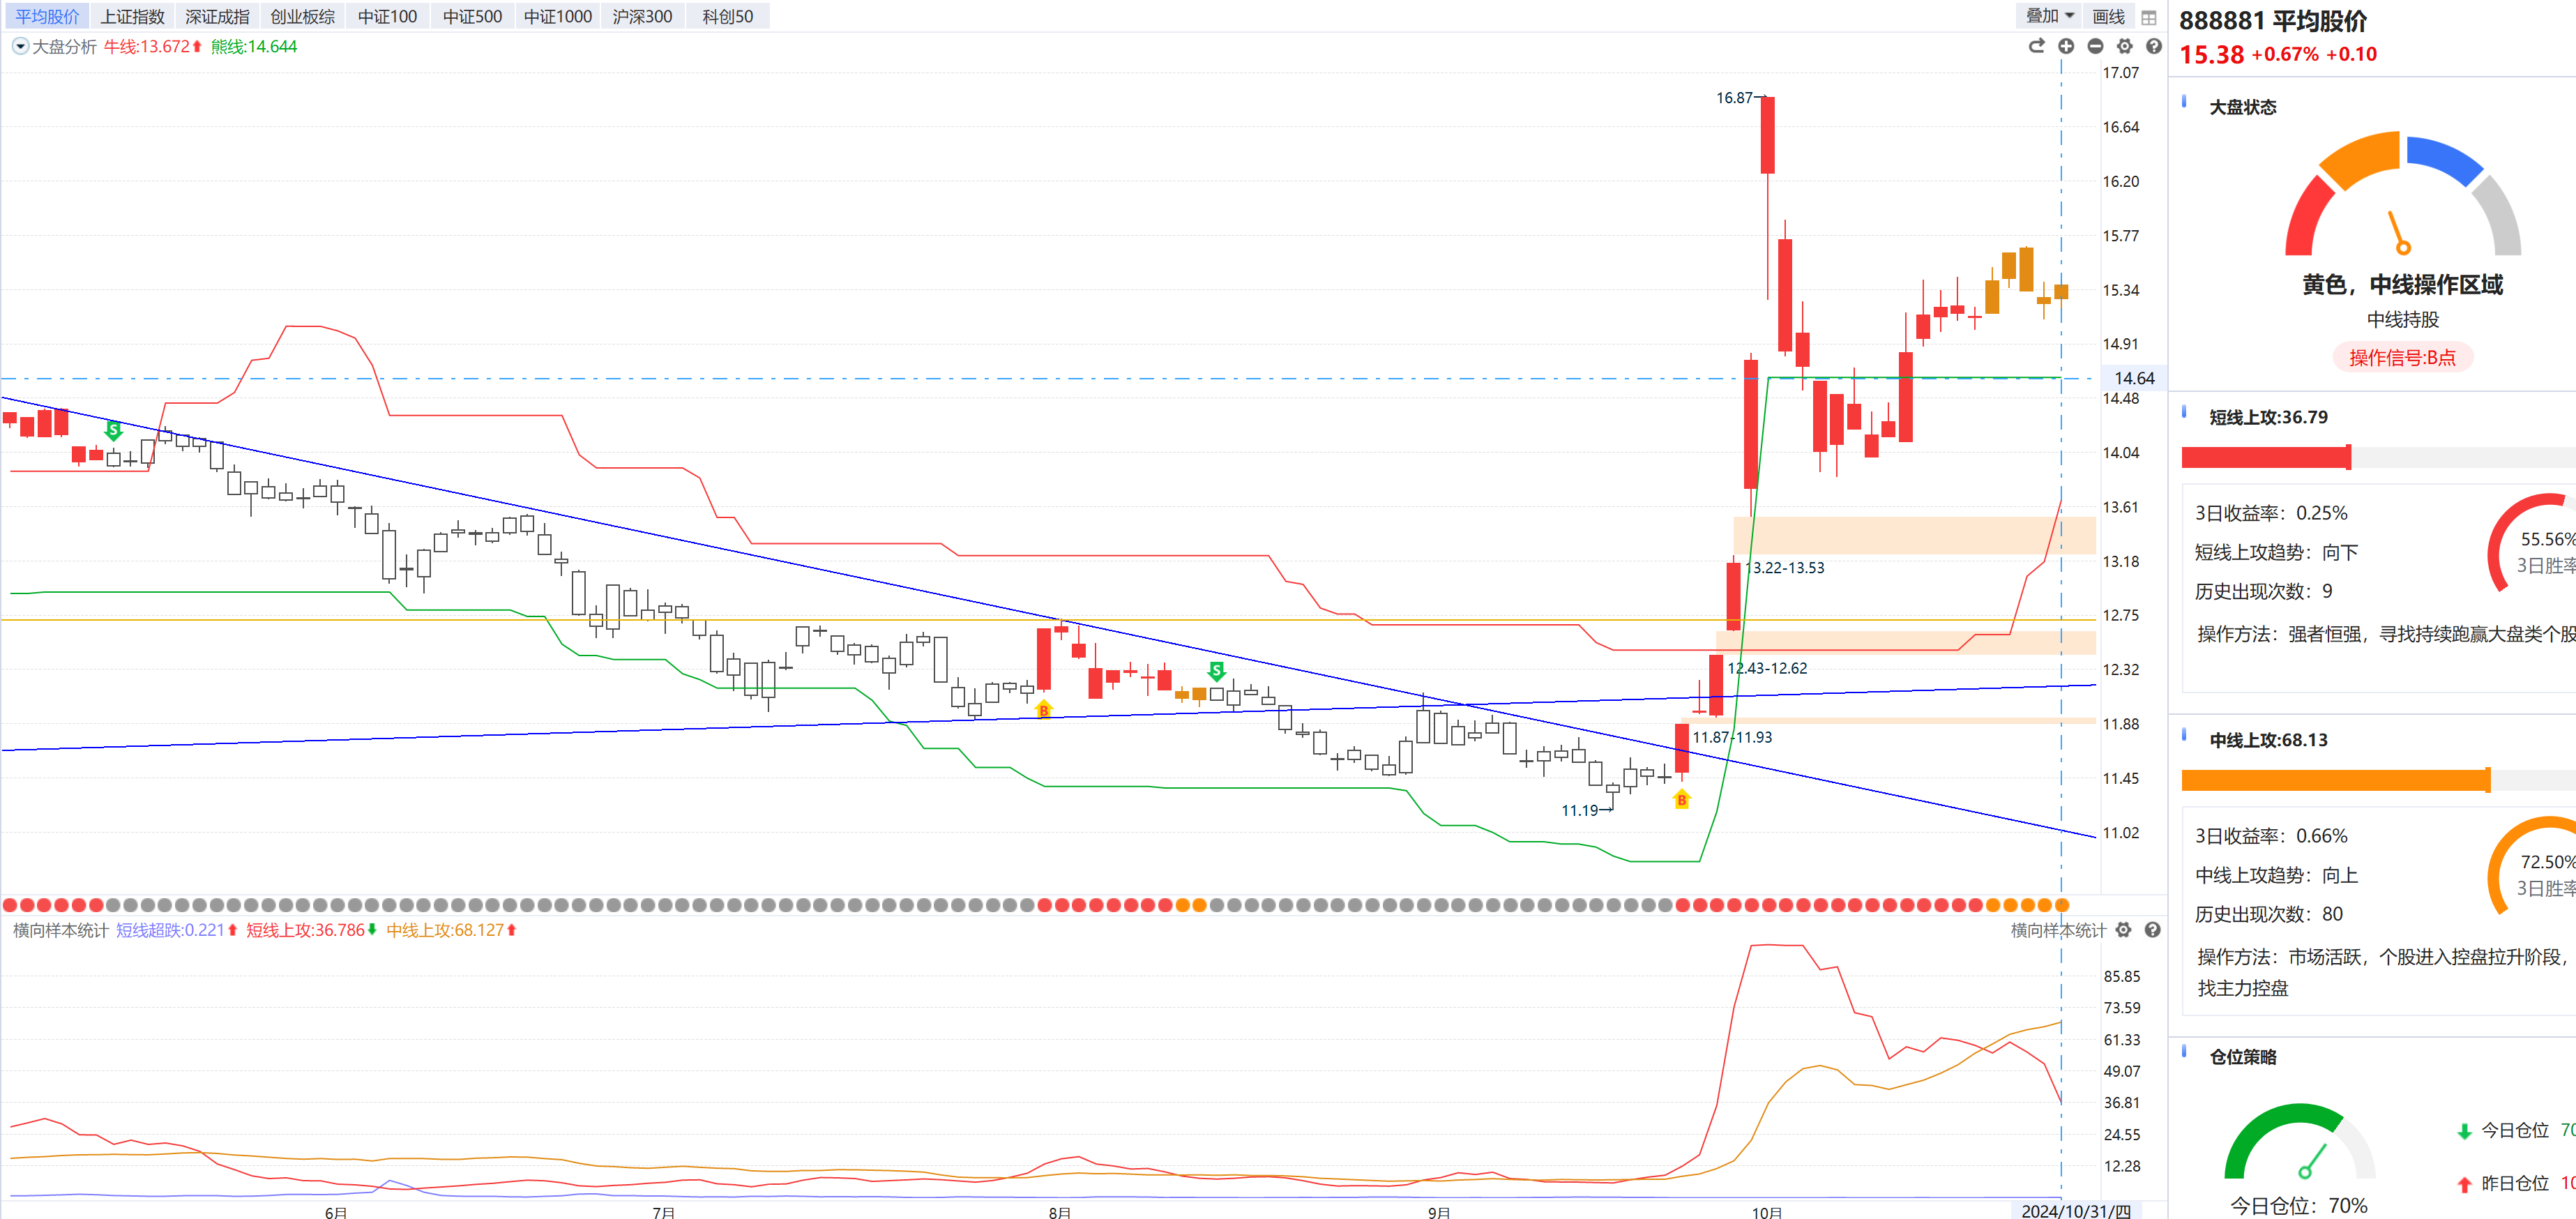 平均股价 上证指数 深证成指 创业板综 中证100 中证500 中证1000 沪深300 科创50 叠加 画线
大盘分析 牛线:13.672 熊线:14.644
17.07
16.87
16.64
16.20
15.77
15.34
14.91
14.64
14.48
S
14.04
13.61
13.18
13.22-13.53
12.75
12.32
12.43-12.62
S
B
11.88
11.87-11.93
11.45
B
11.19
11.02
横向样本统计 短线超跌:0.221 短线上攻:36.786 中线上攻:68.127 横向样本统计
85.85
73.59
61.33
49.07
36.81
24.55
12.28
6月 7月 8月 9月 10月 2024/10/31/四
888881 平均股价
15.38 +0.67% +0.10
大盘状态
黄色，中线操作区域
中线持股
操作信号:B点
短线上攻:36.79
3日收益率：0.25%
短线上攻趋势：向下
历史出现次数：9
55.56%
3日胜率
操作方法：强者恒强，寻找持续跑赢大盘类个股
中线上攻:68.13
3日收益率：0.66%
中线上攻趋势：向上
历史出现次数：80
72.50%
3日胜率
操作方法：市场活跃，个股进入控盘拉升阶段，
找主力控盘
仓位策略
今日仓位 70
昨日仓位
今日仓位：70%